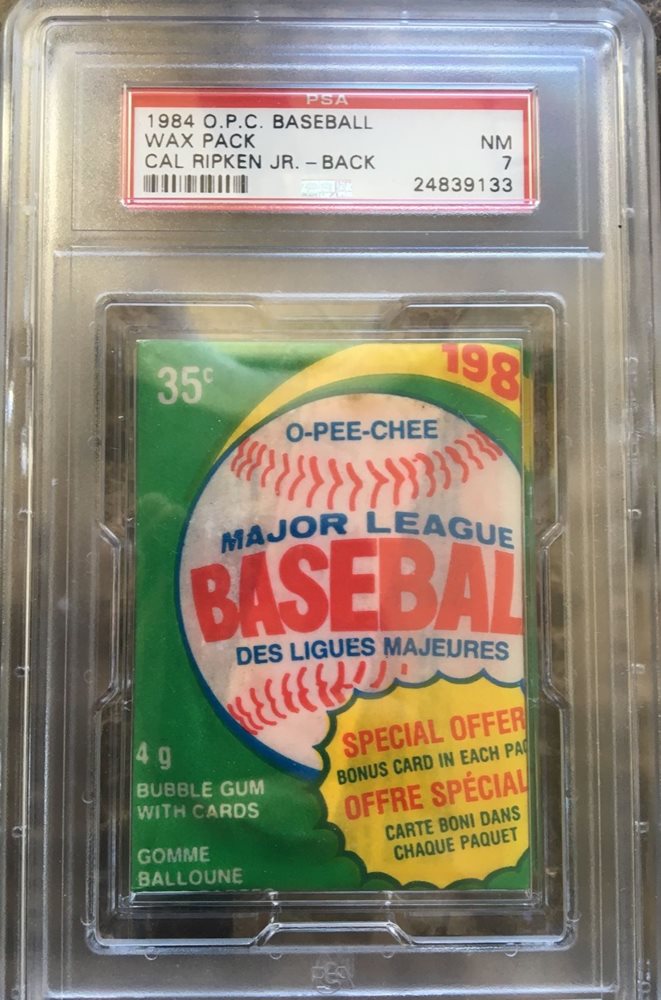 PSA
1984 O.P.C. BASEBALL
WAX PACK NM
CAL RIPKEN JR. – BACK 7
24839133
35¢
198
O-PEE-CHEE
MAJOR LEAGUE
BASEBAL
DES LIGUES MAJEURES
SPECIAL OFFER
BONUS CARD IN EACH PAC
OFFRE SPÉCIAL
CARTE BONI DANS
CHAQUE PAQUET
4 g
BUBBLE GUM
WITH CARDS
GOMME
BALLOUNE
PSA